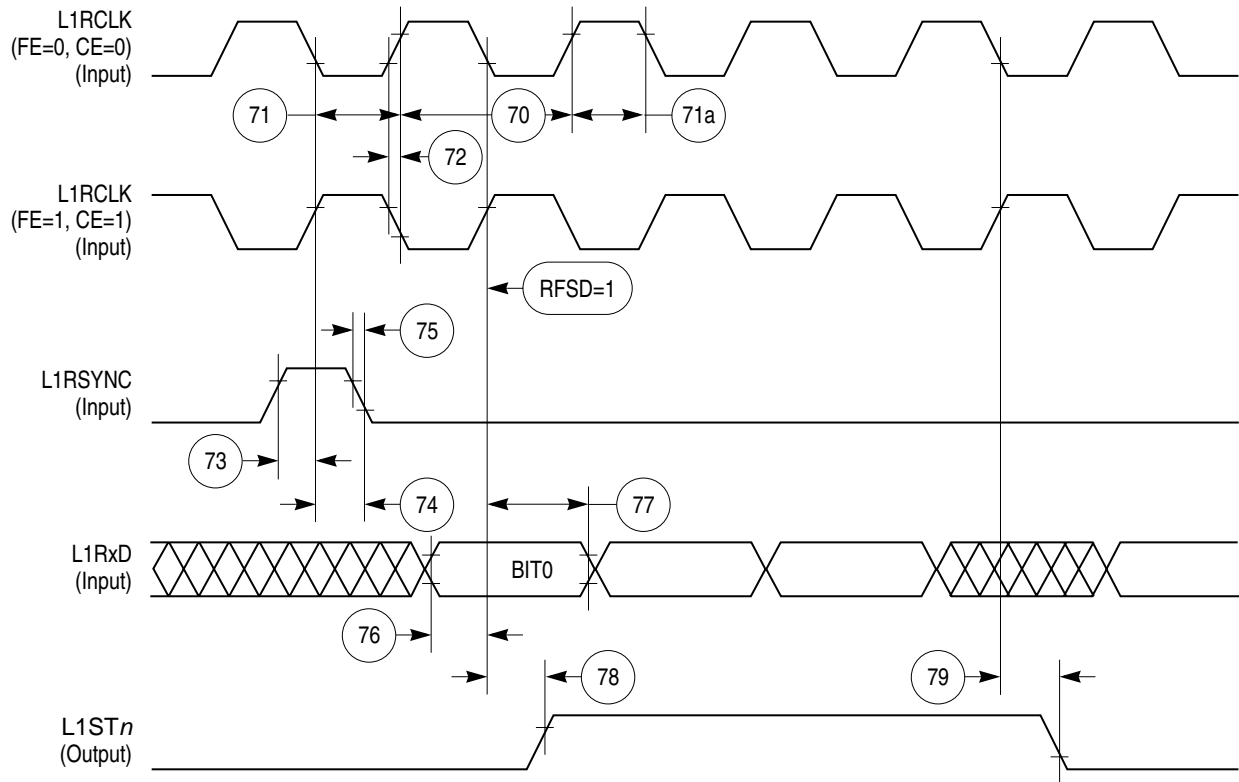 L1RCLK
(FE=0, CE=0)
(Input)
71
70
71a
72
L1RCLK
(FE=1, CE=1)
(Input)
RFSD=1
75
L1RSYNC
(Input)
73
74
77
L1RxD
(Input)
BIT0
76
78
79
L1STn
(Output)